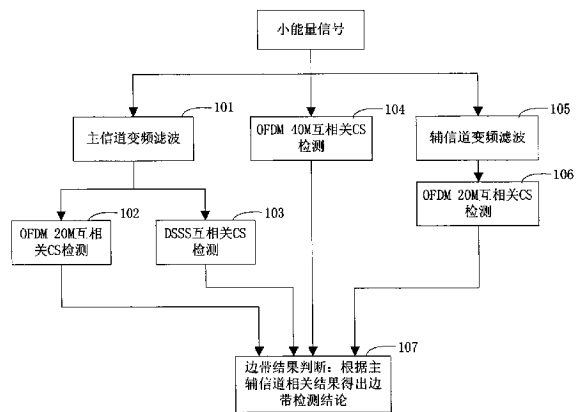 小能量信号
101
主信道变频滤波
104
OFDM 40M互相关CS
检测
105
辅信道变频滤波
106
OFDM 20M互相关CS
检测
102
OFDM 20M互相
关CS检测
103
DSSS互相关CS
检测
107
边带结果判断：根据主
辅信道相关结果得出边
带检测结论